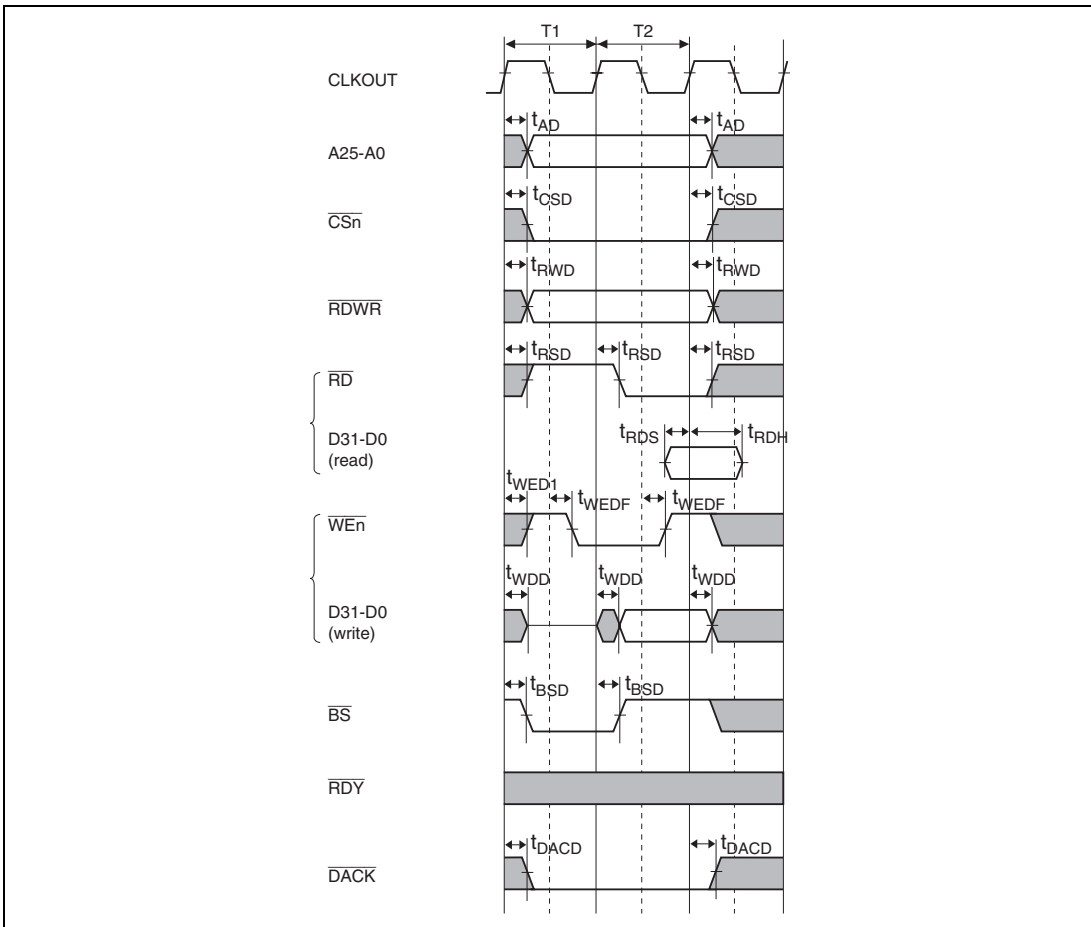 T1 T2
CLKOUT
tAD tAD
A25-A0
tCSD tCSD
CSn
tRWD tRWD
RDWR
tRSD tRSD tRSD
RD
tRDS tRDH
D31-D0
(read)
tWED1
tWEDF tWEDF
WEn
tWDD tWDD tWDD
D31-D0
(write)
tBSD tBSD
BS
RDY
tDACD tDACD
DACK